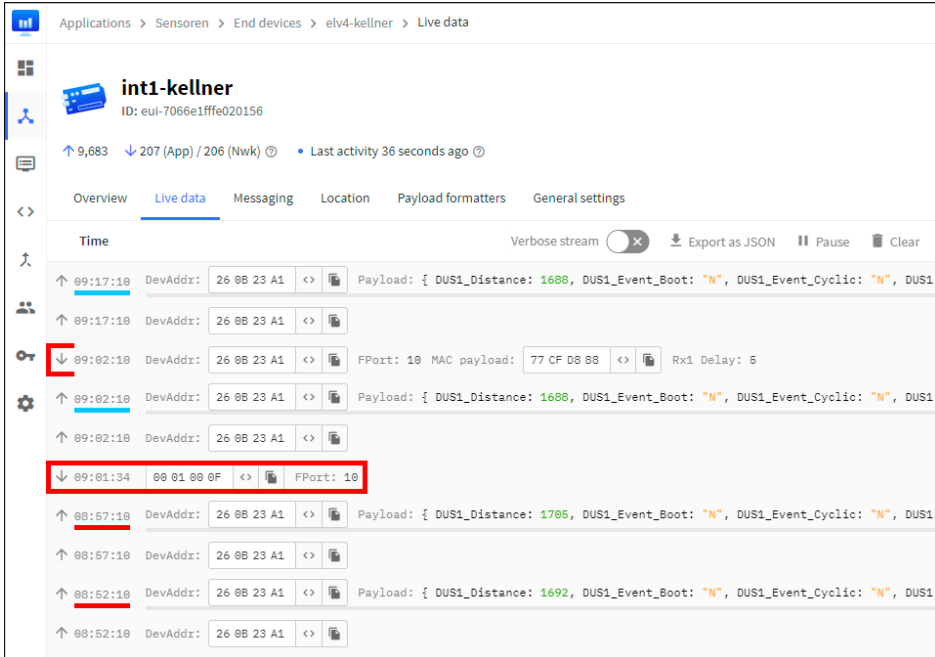 Applications > Sensoren > End devices > elv4-kellner > Live data
int1-kellner
ID: eui-7066e1fffe020156
↑ 9,683 ↓ 207 (App) / 206 (Nwk) • Last activity 36 seconds ago
Overview Live data Messaging Location Payload formatters General settings
Time Verbose stream Export as JSON Pause Clear
↑ 09:17:10 DevAddr: 26 0B 23 A1 <> Payload: { DUS1_Distance: 1688, DUS1_Event_Boot: "N", DUS1_Event_Cyclic: "N", DUS1
↑ 09:17:10 DevAddr: 26 0B 23 A1 <>
↓ 09:02:10 DevAddr: 26 0B 23 A1 <> FPort: 10 MAC payload: 77 CF D8 88 <> Rx1 Delay: 5
↑ 09:02:10 DevAddr: 26 0B 23 A1 <> Payload: { DUS1_Distance: 1688, DUS1_Event_Boot: "N", DUS1_Event_Cyclic: "N", DUS1
↑ 09:02:10 DevAddr: 26 0B 23 A1 <>
↓ 09:01:34 00 01 00 0F <> FPort: 10
↑ 08:57:10 DevAddr: 26 0B 23 A1 <> Payload: { DUS1_Distance: 1705, DUS1_Event_Boot: "N", DUS1_Event_Cyclic: "N", DUS1
↑ 08:57:10 DevAddr: 26 0B 23 A1 <>
↑ 08:52:10 DevAddr: 26 0B 23 A1 <> Payload: { DUS1_Distance: 1692, DUS1_Event_Boot: "N", DUS1_Event_Cyclic: "N", DUS1
↑ 08:52:10 DevAddr: 26 0B 23 A1 <>